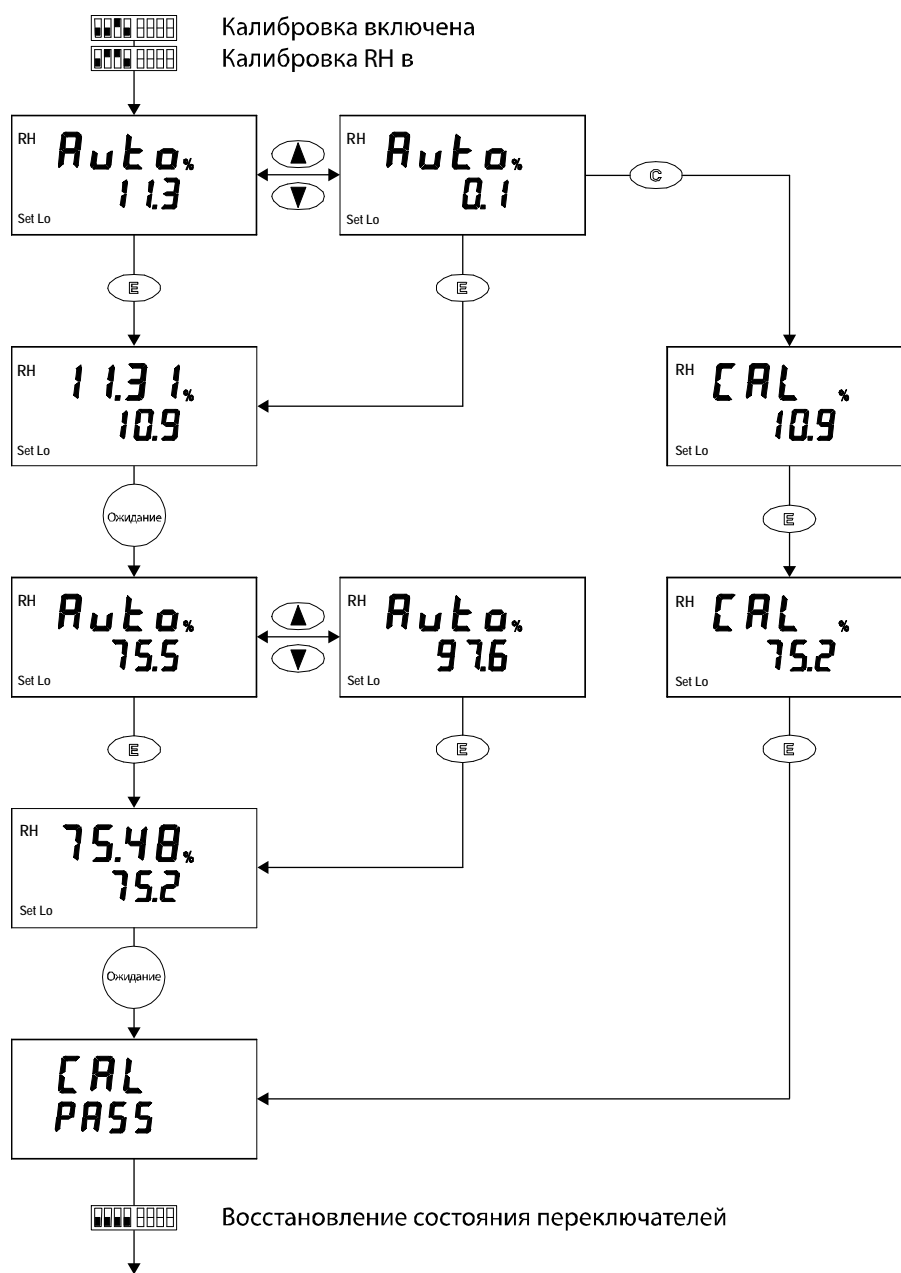 Калибровка включена
Калибровка RH в
RH Auto %
11.3
Set Lo
RH Auto %
0.1
Set Lo
C
E
E
RH 11.31 %
10.9
Set Lo
RH CAL %
10.9
Set Lo
Ожидание
E
RH Auto %
75.5
Set Lo
RH Auto %
97.6
Set Lo
RH CAL %
75.2
Set Lo
E
E
E
RH 75.48 %
75.2
Set Lo
Ожидание
CAL
PASS
Восстановление состояния переключателей